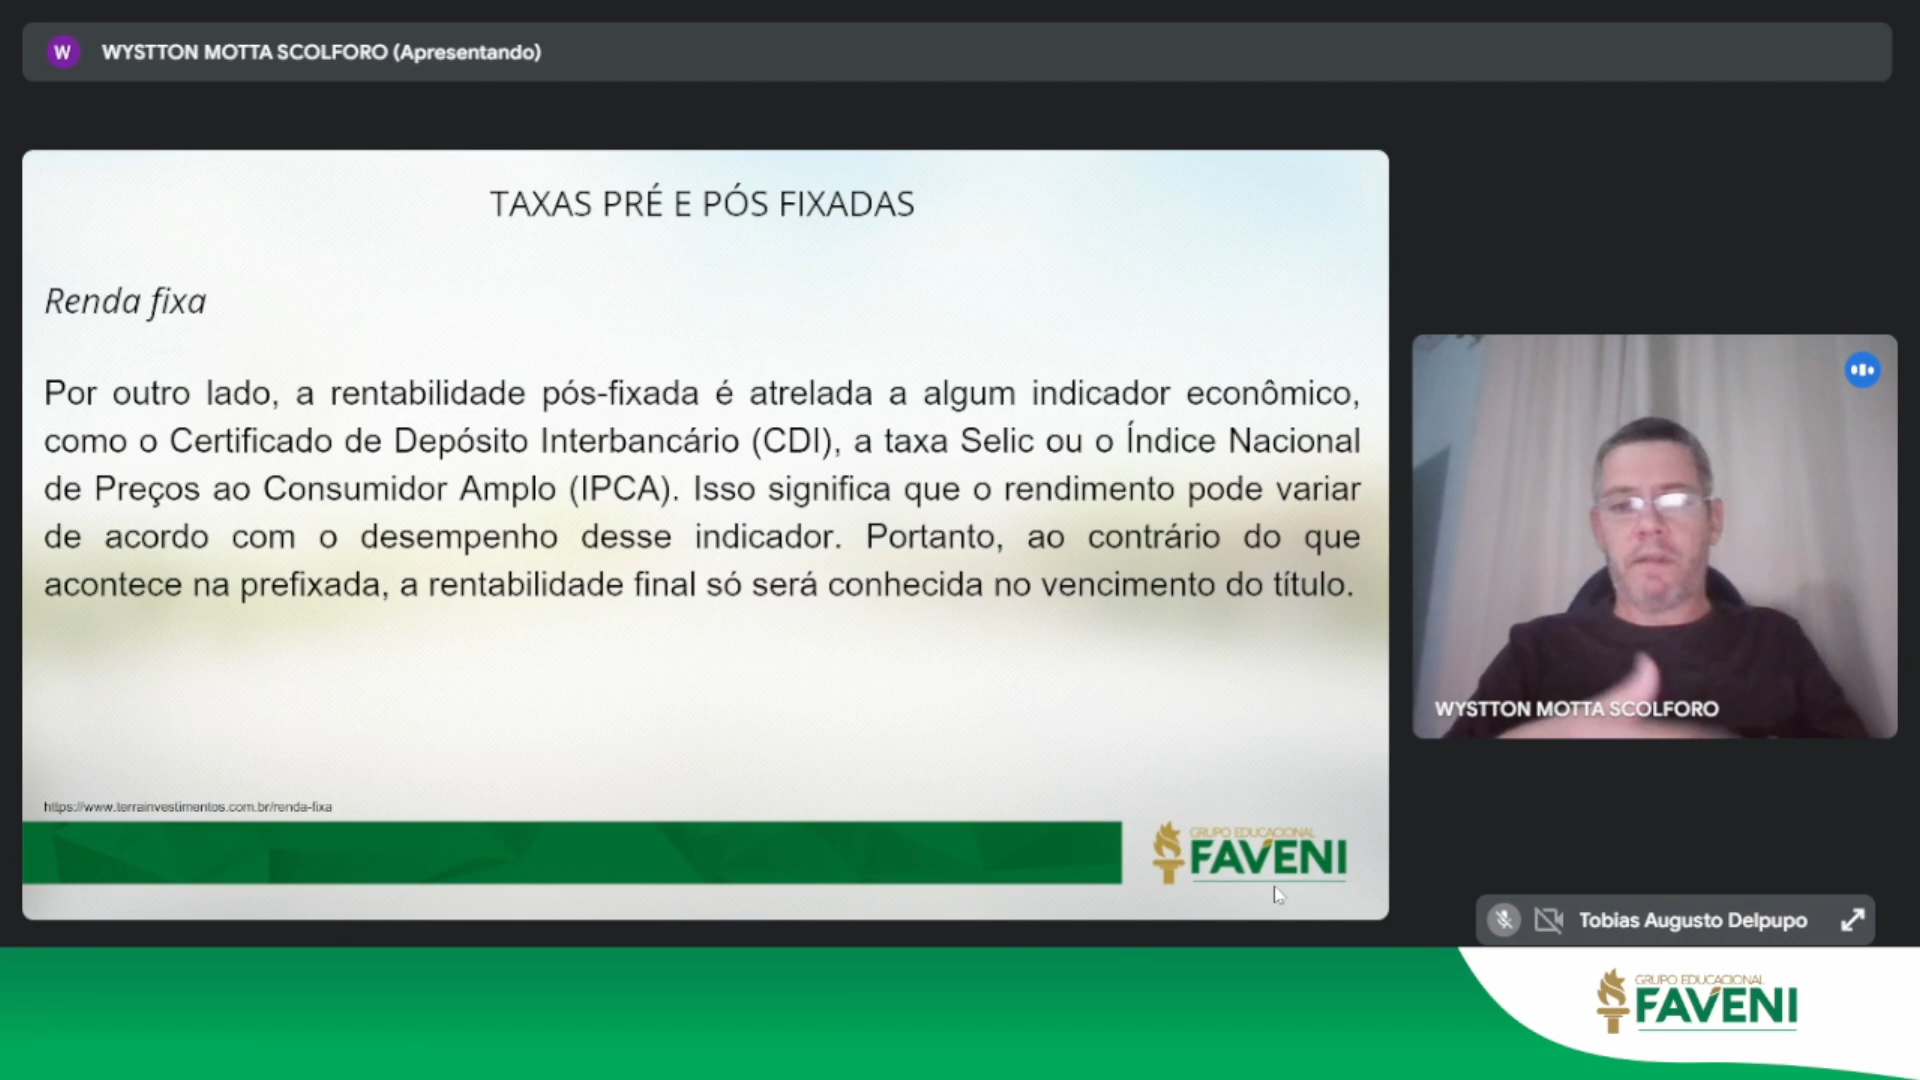 W WYSTTON MOTTA SCOLFORO (Apresentando)
TAXAS PRÉ E PÓS FIXADAS
Renda fixa
Por outro lado, a rentabilidade pós-fixada é atrelada a algum indicador econômico,
como o Certificado de Depósito Interbancário (CDI), a taxa Selic ou o Índice Nacional
de Preços ao Consumidor Amplo (IPCA). Isso significa que o rendimento pode variar
de acordo com o desempenho desse indicador. Portanto, ao contrário do que
acontece na prefixada, a rentabilidade final só será conhecida no vencimento do título.
https://www.terrainvestimentos.com.br/renda-fixa
GRUPO EDUCACIONAL
FAVENI
WYSTTON MOTTA SCOLFORO
Tobias Augusto Delpupo
GRUPO EDUCACIONAL
FAVENI